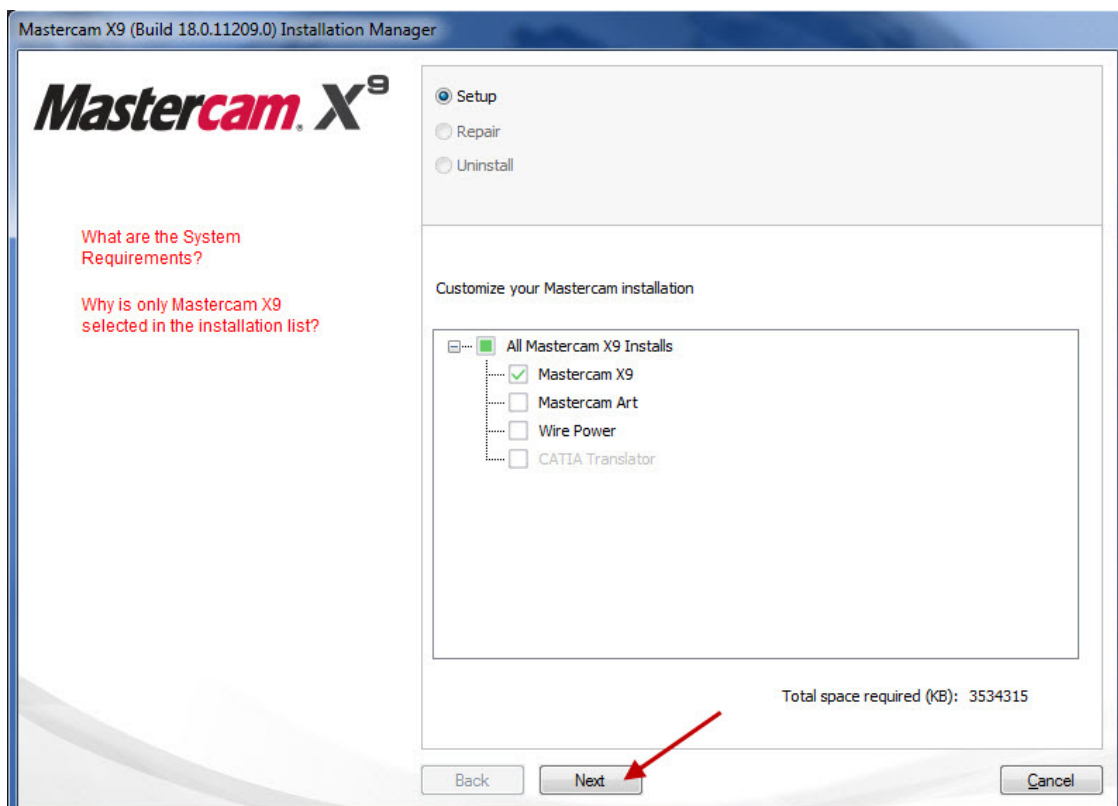 Mastercam X9 (Build 18.0.11209.0) Installation Manager
Mastercam. X9
What are the System
Requirements?
Why is only Mastercam X9
selected in the installation list?
Setup
Repair
Uninstall
Customize your Mastercam installation
All Mastercam X9 Installs
Mastercam X9
Mastercam Art
Wire Power
CATIA Translator
Total space required (KB): 3534315
Back Next Cancel